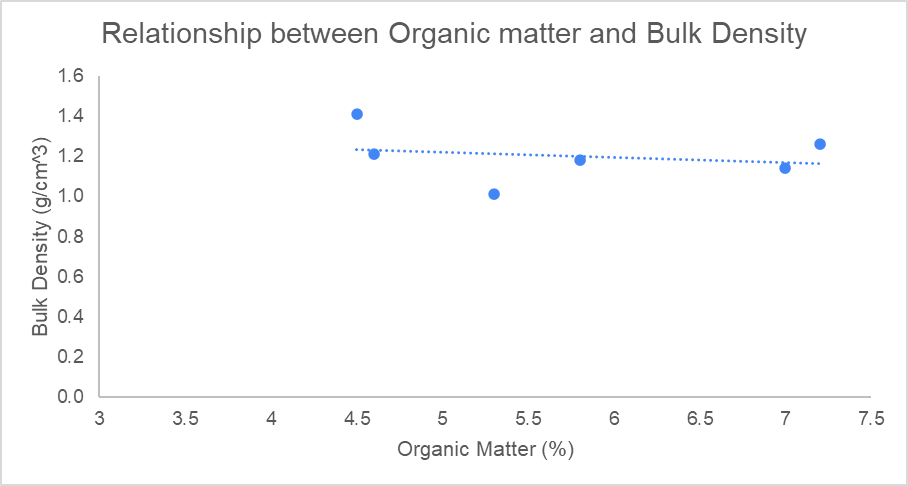 Relationship between Organic matter and Bulk Density
1.6
1.4
1.2
1.0
0.8
0.6
0.4
0.2
0.0
Bulk Density (g/cm^3)
3 3.5 4 4.5 5 5.5 6 6.5 7 7.5
Organic Matter (%)